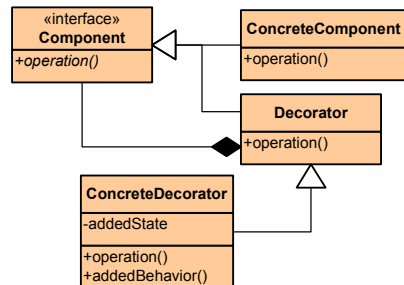 «interface»
Component
+operation()
ConcreteComponent
+operation()
Decorator
+operation()
ConcreteDecorator
-addedState
+operation()
+addedBehavior()